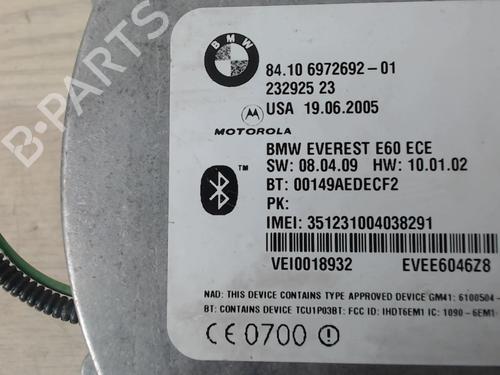 BMW
84.10 6972692-01
232925 23
USA 19.06.2005
MOTOROLA
BMW EVEREST E60 ECE
SW: 08.04.09 HW: 10.01.02
BT: 00149AEDECF2
PK:
IMEI: 351231004038291
VEI0018932 EVEE6046Z8
NAD: THIS DEVICE CONTAINS TYPE APPROVED DEVICE GM41: 6100504-
BT: CONTAINS DEVICE TCU1P03BT: FCC ID: IHDT6EM1 IC: 1090-6EM1
CE0700
B-PARTS